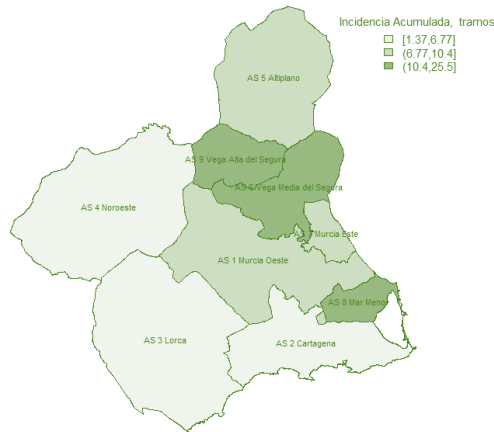 Incidencia Acumulada, tramos
[1.37,6.77]
(6.77,10.4]
(10.4,25.5]
AS 5 Altiplano
AS 9 Vega Alta del Segura
AS 6 Vega Media del Segura
AS 4 Noroeste
AS 7 Murcia Este
AS 1 Murcia Oeste
AS 8 Mar Menor
AS 3 Lorca
AS 2 Cartagena